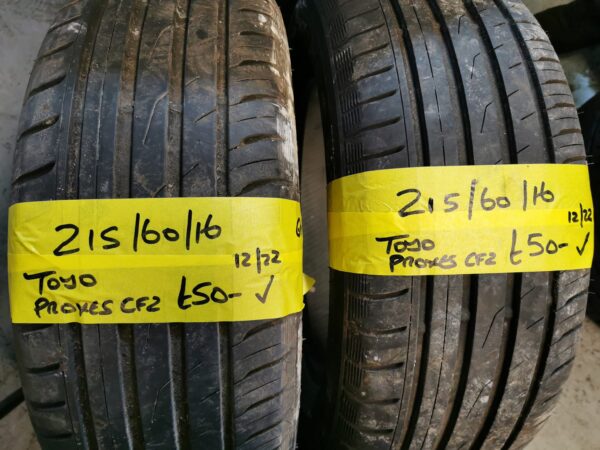 215/60/16
12/22
TOYO
PROXES CF2 £50- ✓
215/60/16
12/22
TOYO
PROXES CF2 £50- ✓